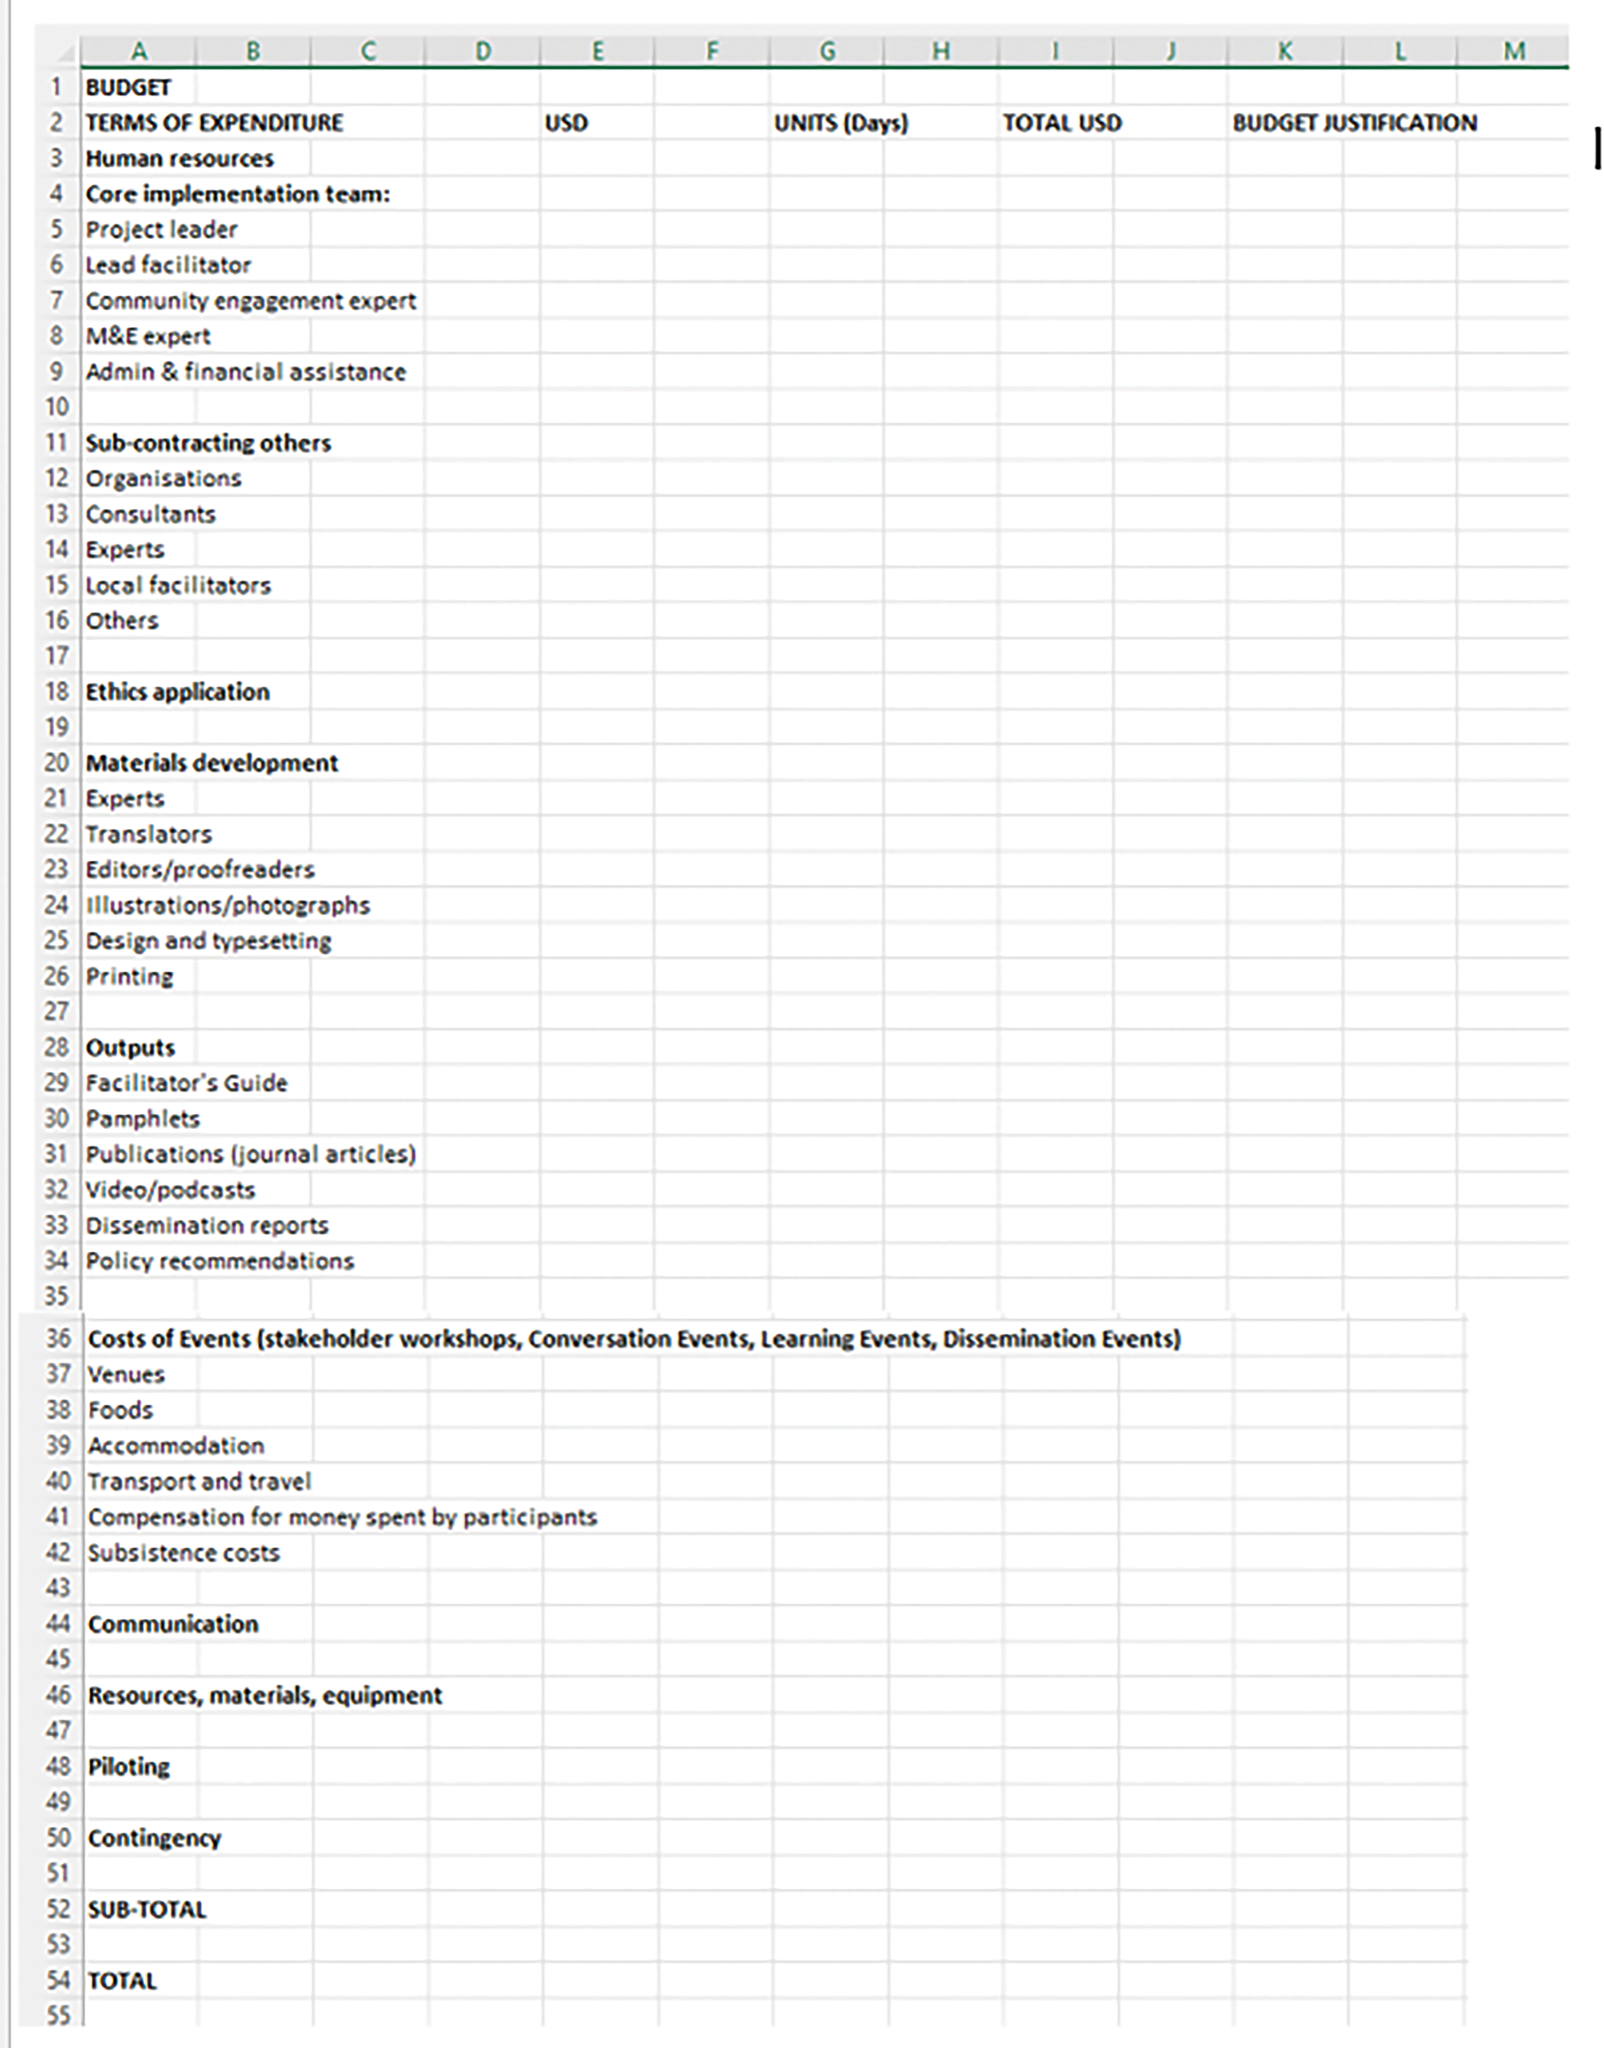 A B C D E F G H I J K L M
1 BUDGET
2 TERMS OF EXPENDITURE USD UNITS (Days) TOTAL USD BUDGET JUSTIFICATION
3 Human resources
4 Core implementation team:
5 Project leader
6 Lead facilitator
7 Community engagement expert
8 M&E expert
9 Admin & financial assistance
10
11 Sub-contracting others
12 Organisations
13 Consultants
14 Experts
15 Local facilitators
16 Others
17
18 Ethics application
19
20 Materials development
21 Experts
22 Translators
23 Editors/proofreaders
24 Illustrations/photographs
25 Design and typesetting
26 Printing
27
28 Outputs
29 Facilitator's Guide
30 Pamphlets
31 Publications (journal articles)
32 Video/podcasts
33 Dissemination reports
34 Policy recommendations
35
36 Costs of Events (stakeholder workshops, Conversation Events, Learning Events, Dissemination Events)
37 Venues
38 Foods
39 Accommodation
40 Transport and travel
41 Compensation for money spent by participants
42 Subsistence costs
43
44 Communication
45
46 Resources, materials, equipment
47
48 Piloting
49
50 Contingency
51
52 SUB-TOTAL
53
54 TOTAL
55